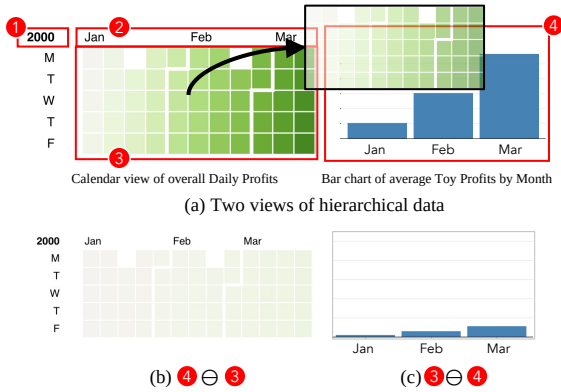 1 2000 2 Jan Feb Mar 4
M
T
W
T
F
3
Jan Feb Mar
Calendar view of overall Daily Profits Bar chart of average Toy Profits by Month
(a) Two views of hierarchical data
2000 Jan Feb Mar
M
T
W
T
F
Jan Feb Mar
(b) 4 ⊖ 3 (c) 3 ⊖ 4